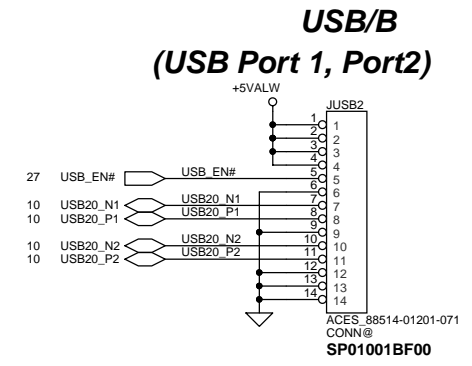 USB/B
(USB Port 1, Port2)
+5VALW
JUSB2
1 1
2 2
3 3
4 4
27 USB_EN# USB_EN# 5 5
6 6
10 USB20_N1 USB20_N1 7 7
10 USB20_P1 USB20_P1 8 8
9 9
10 USB20_N2 USB20_N2 10 10
10 USB20_P2 USB20_P2 11 11
12 12
13 13
14 14
ACES_88514-01201-071
CONN@
SP01001BF00